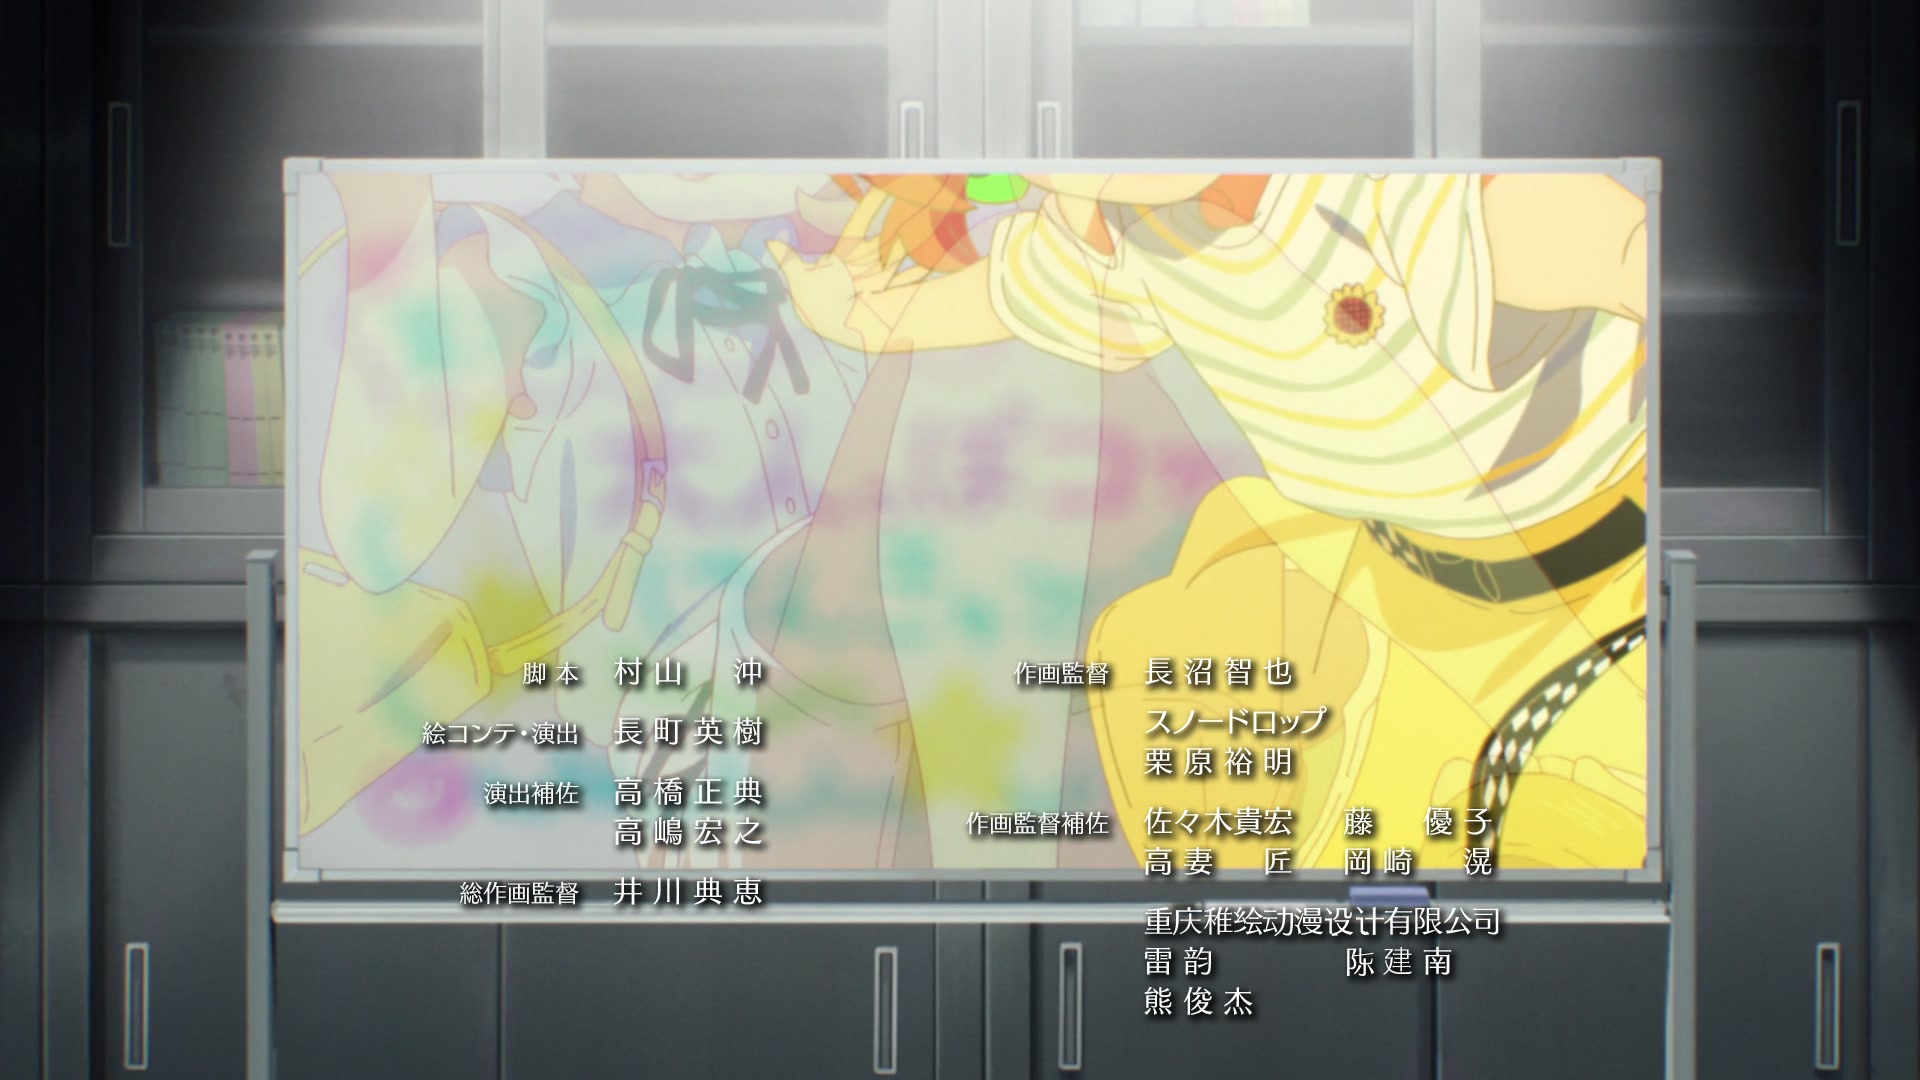 脚本 村山 沖
絵コンテ・演出 長町英樹
演出補佐 高橋正典
高嶋宏之
総作画監督 井川典恵
作画監督 長沼智也
スノードロップ
栗原裕明
作画監督補佐 佐々木貴宏 藤 優子
高妻 匠 岡崎 滉
重庆稚绘动漫设计有限公司
雷韵 陈建南
熊俊杰